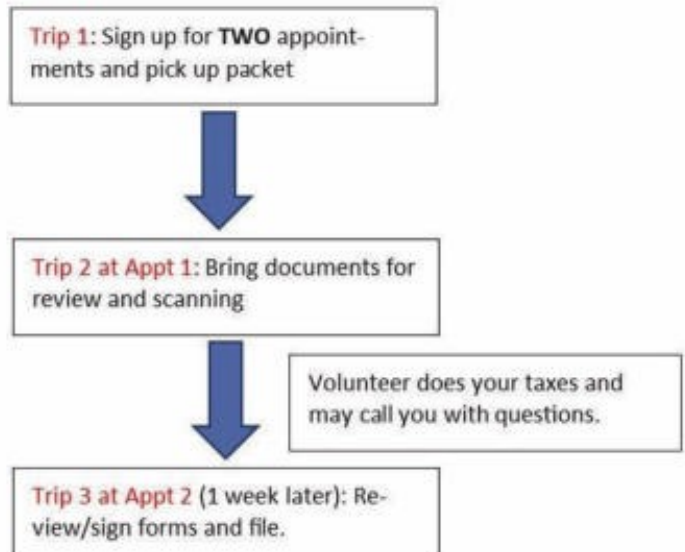 Trip 1: Sign up for TWO appoint-
ments and pick up packet
Trip 2 at Appt 1: Bring documents for
review and scanning
Volunteer does your taxes and
may call you with questions.
Trip 3 at Appt 2 (1 week later): Re-
view/sign forms and file.